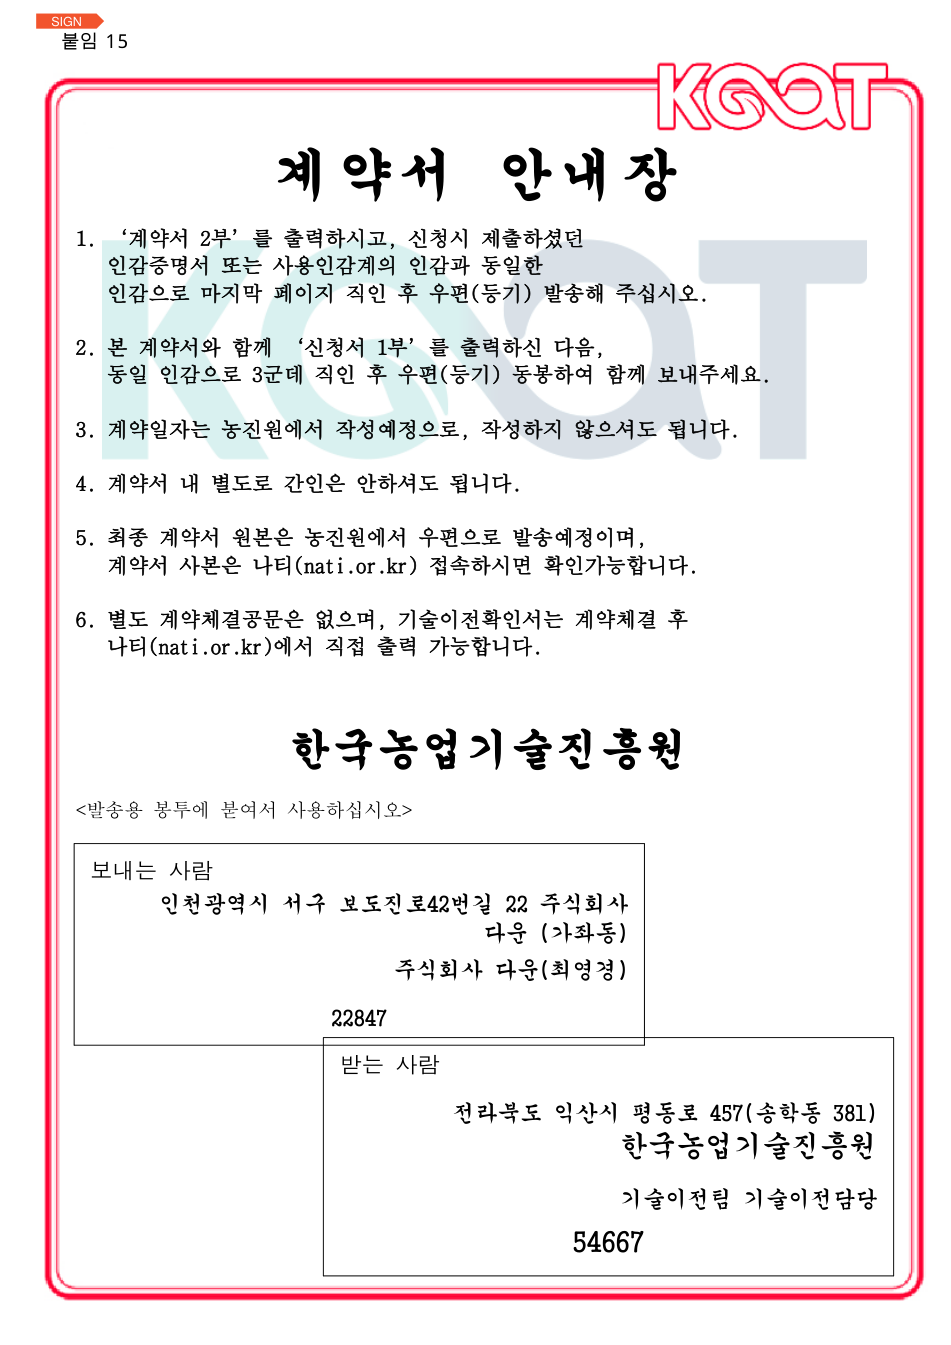 SIGN
붙임 15
KOAT
계약서 안내장
KOAT
1. ‘계약서 2부’를 출력하시고, 신청시 제출하셨던
인감증명서 또는 사용인감계의 인감과 동일한
인감으로 마지막 페이지 직인 후 우편(등기) 발송해 주십시오.
2. 본 계약서와 함께 ‘신청서 1부’를 출력하신 다음,
동일 인감으로 3군데 직인 후 우편(등기) 동봉하여 함께 보내주세요.
3. 계약일자는 농진원에서 작성예정으로, 작성하지 않으셔도 됩니다.
4. 계약서 내 별도로 간인은 안하셔도 됩니다.
5. 최종 계약서 원본은 농진원에서 우편으로 발송예정이며,
계약서 사본은 나티(nati.or.kr) 접속하시면 확인가능합니다.
6. 별도 계약체결공문은 없으며, 기술이전확인서는 계약체결 후
나티(nati.or.kr)에서 직접 출력 가능합니다.
한국농업기술진흥원
<발송용 봉투에 붇여서 사용하십시오>
보내는 사람
인천광역시 서구 보도진로42번길 22 주식회사
다운 (가좌동)
주식회사 다운(최영경)
22847
받는 사람
전라북도 익산시 평동로 457(송학동 381)
한국농업기술진흥원
기술이전팀 기술이전담당
54667